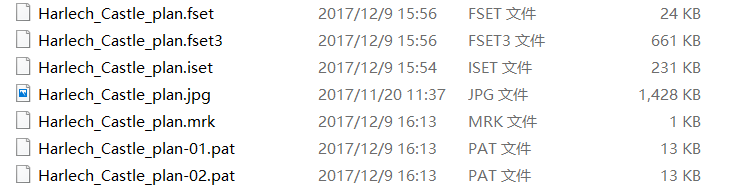 Harlech_Castle_plan.fset 2017/12/9 15:56 FSET 文件 24 KB
Harlech_Castle_plan.fset3 2017/12/9 15:56 FSET3 文件 661 KB
Harlech_Castle_plan.iset 2017/12/9 15:54 ISET 文件 231 KB
Harlech_Castle_plan.jpg 2017/11/20 11:37 JPG 文件 1,428 KB
Harlech_Castle_plan.mrk 2017/12/9 16:13 MRK 文件 1 KB
Harlech_Castle_plan-01.pat 2017/12/9 16:13 PAT 文件 13 KB
Harlech_Castle_plan-02.pat 2017/12/9 16:13 PAT 文件 13 KB